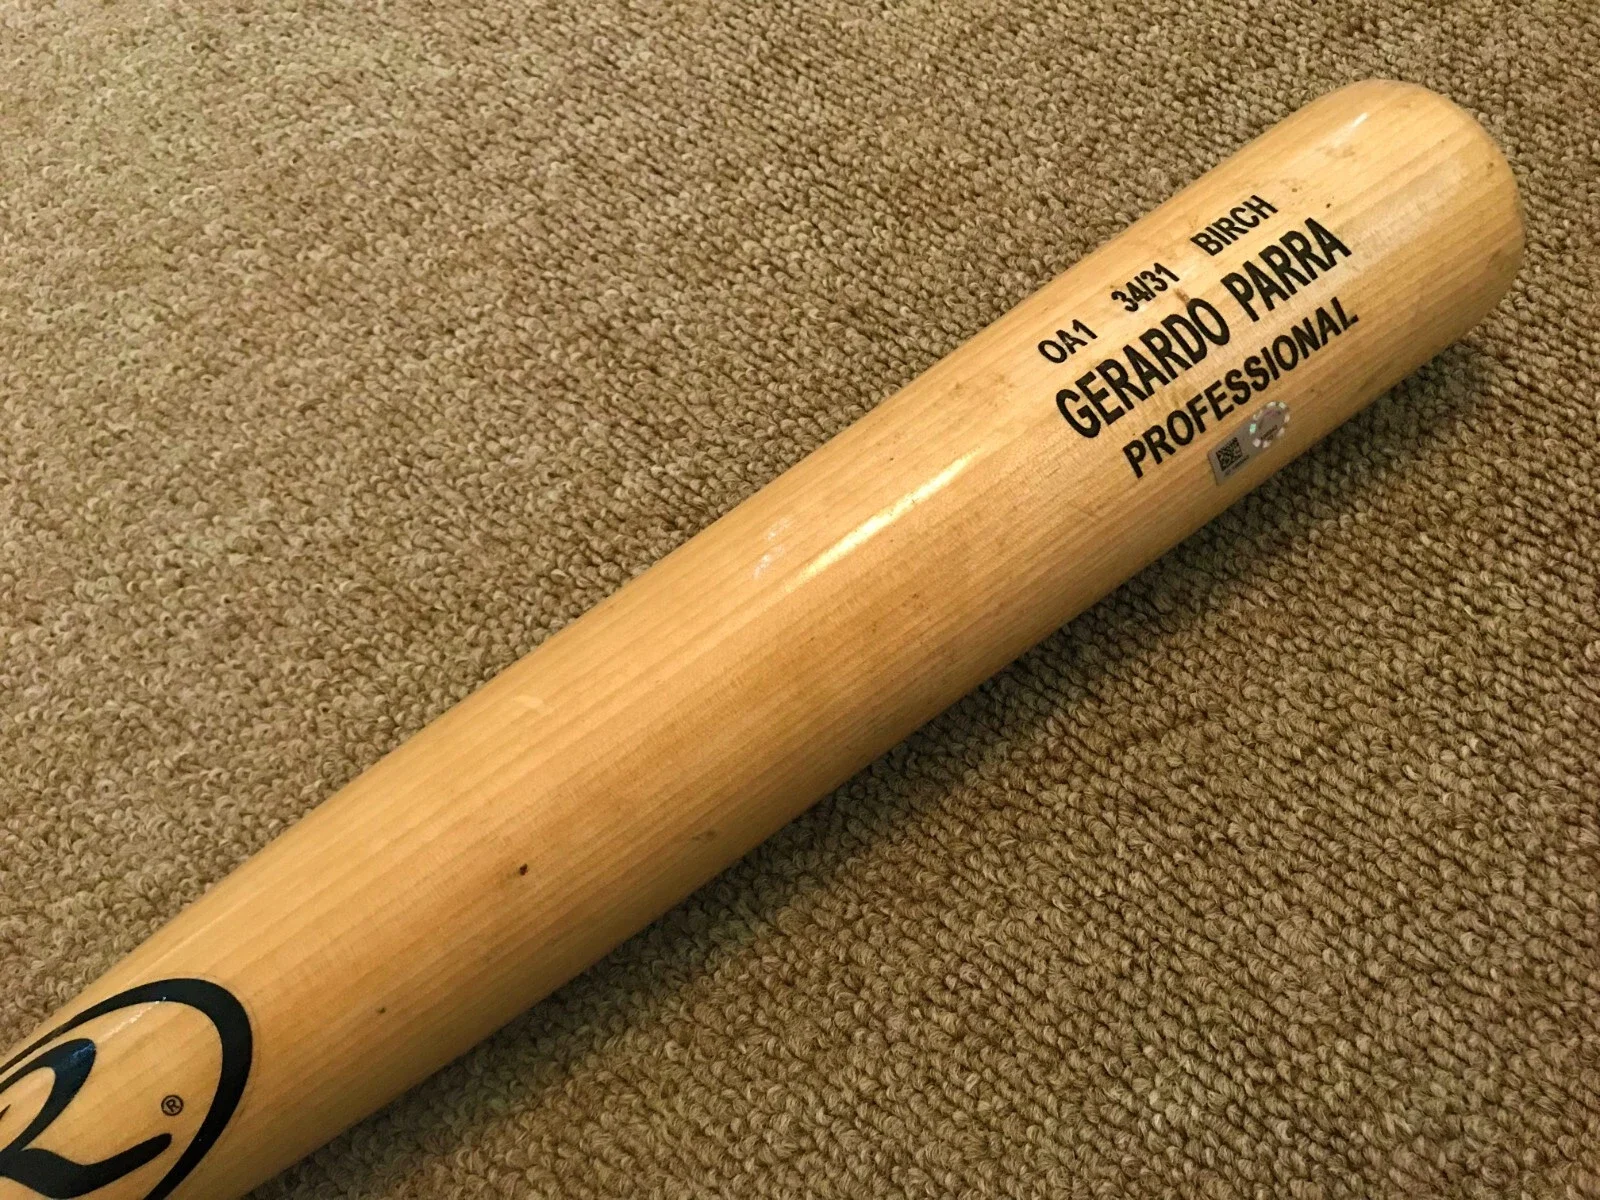 OA1 34/31 BIRCH
GERARDO PARRA
PROFESSIONAL
R ®